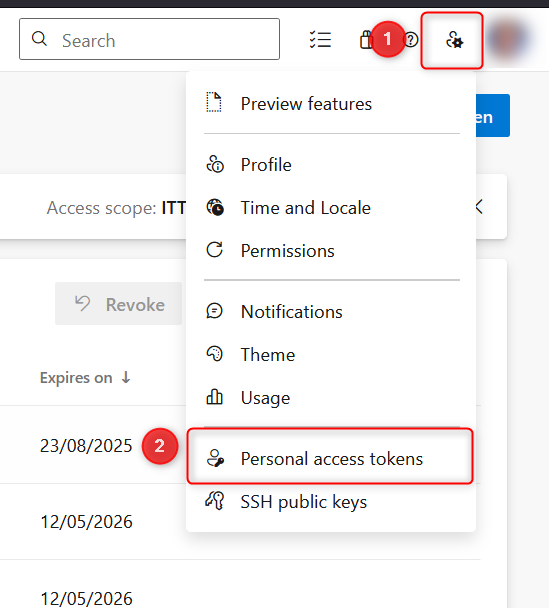 Search
1
Preview features
en
Profile
Access scope: ITT
Time and Locale
Permissions
Revoke
Notifications
Theme
Expires on
Usage
23/08/2025
2
Personal access tokens
SSH public keys
12/05/2026
12/05/2026